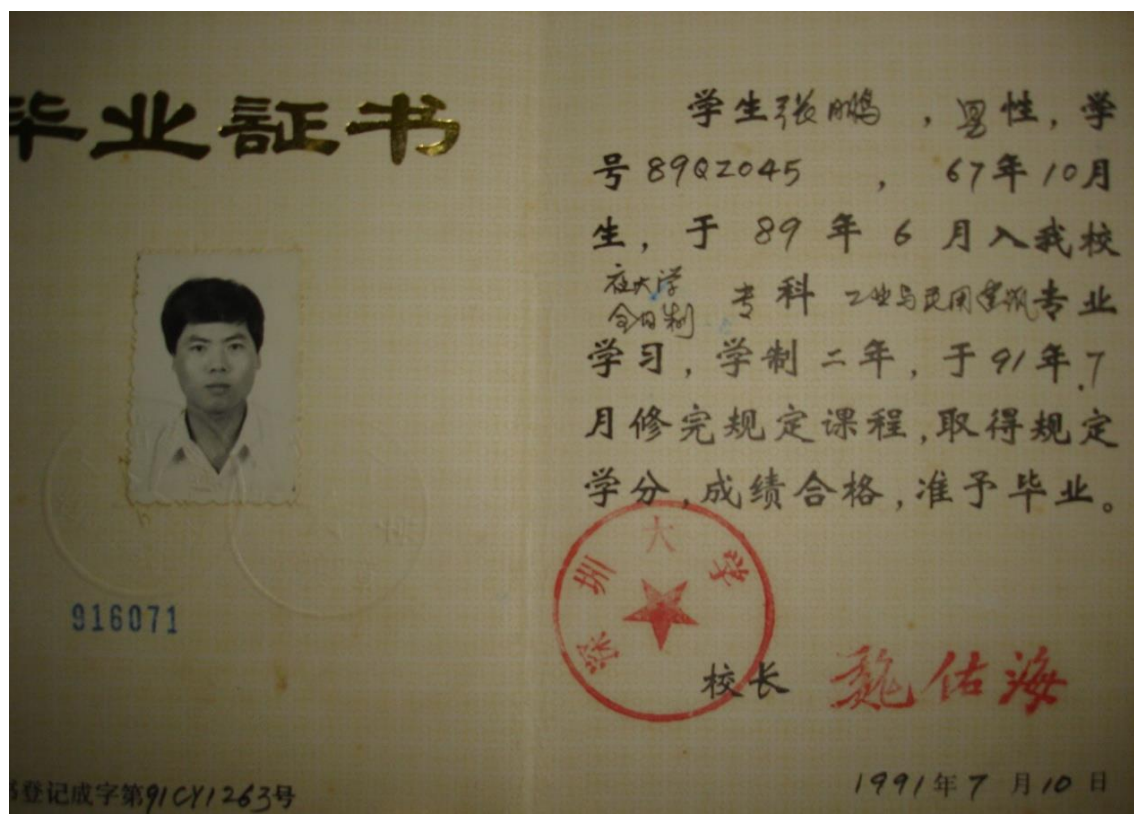 毕业証书
916071
登记成字第91CY1263号
学生张鹏，男性，学
号89QZ045，67年10月
生，于89年6月入我校
在大学
全日制 专科 工业与民用建筑专业
学习，学制二年，于91年7
月修完规定课程，取得规定
学分，成绩合格，准予毕业。
深圳大学
校长 魏佑海
1991年7月10日